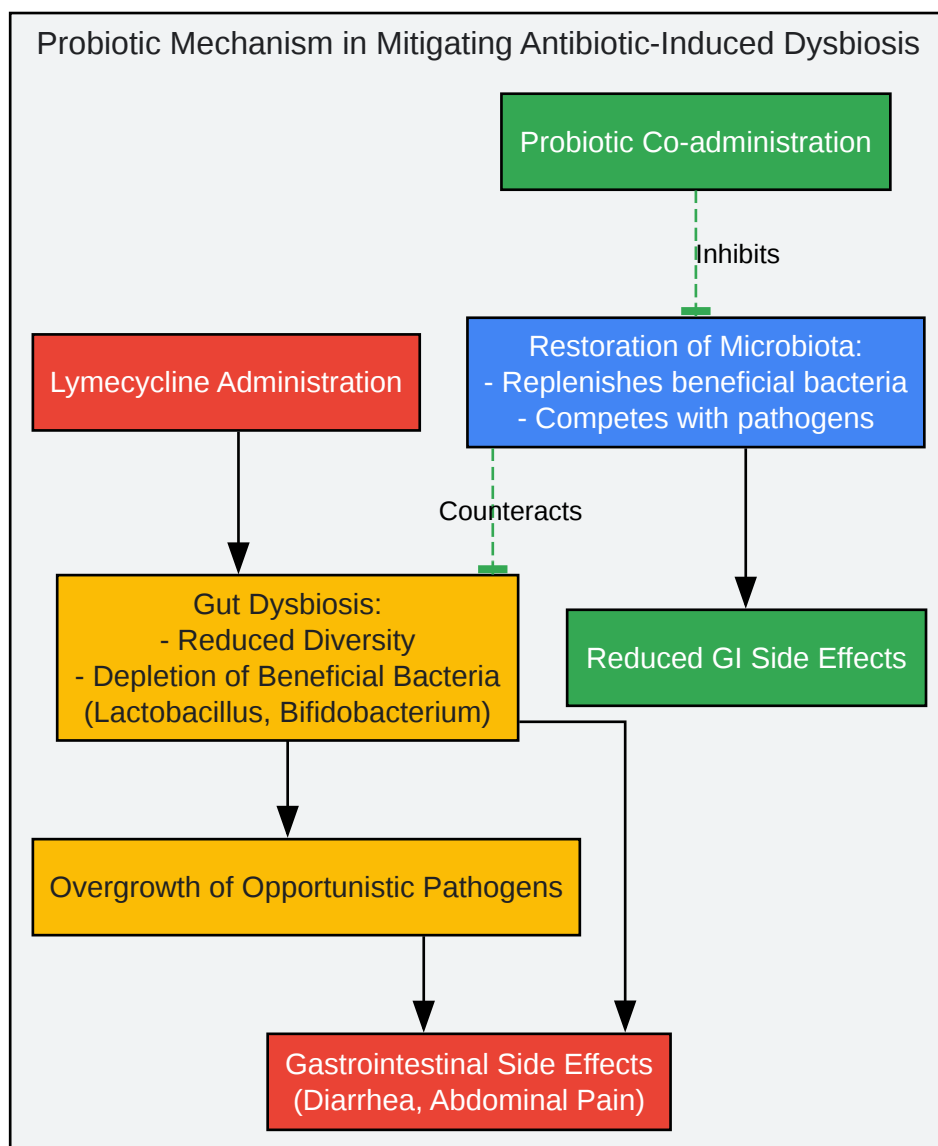 Probiotic Mechanism in Mitigating Antibiotic-Induced Dysbiosis
Probiotic Co-administration
Inhibits
Lymecycline Administration
Restoration of Microbiota:
- Replenishes beneficial bacteria
- Competes with pathogens
Counteracts
Gut Dysbiosis:
- Reduced Diversity
- Depletion of Beneficial Bacteria
(Lactobacillus, Bifidobacterium)
Reduced GI Side Effects
Overgrowth of Opportunistic Pathogens
Gastrointestinal Side Effects
(Diarrhea, Abdominal Pain)